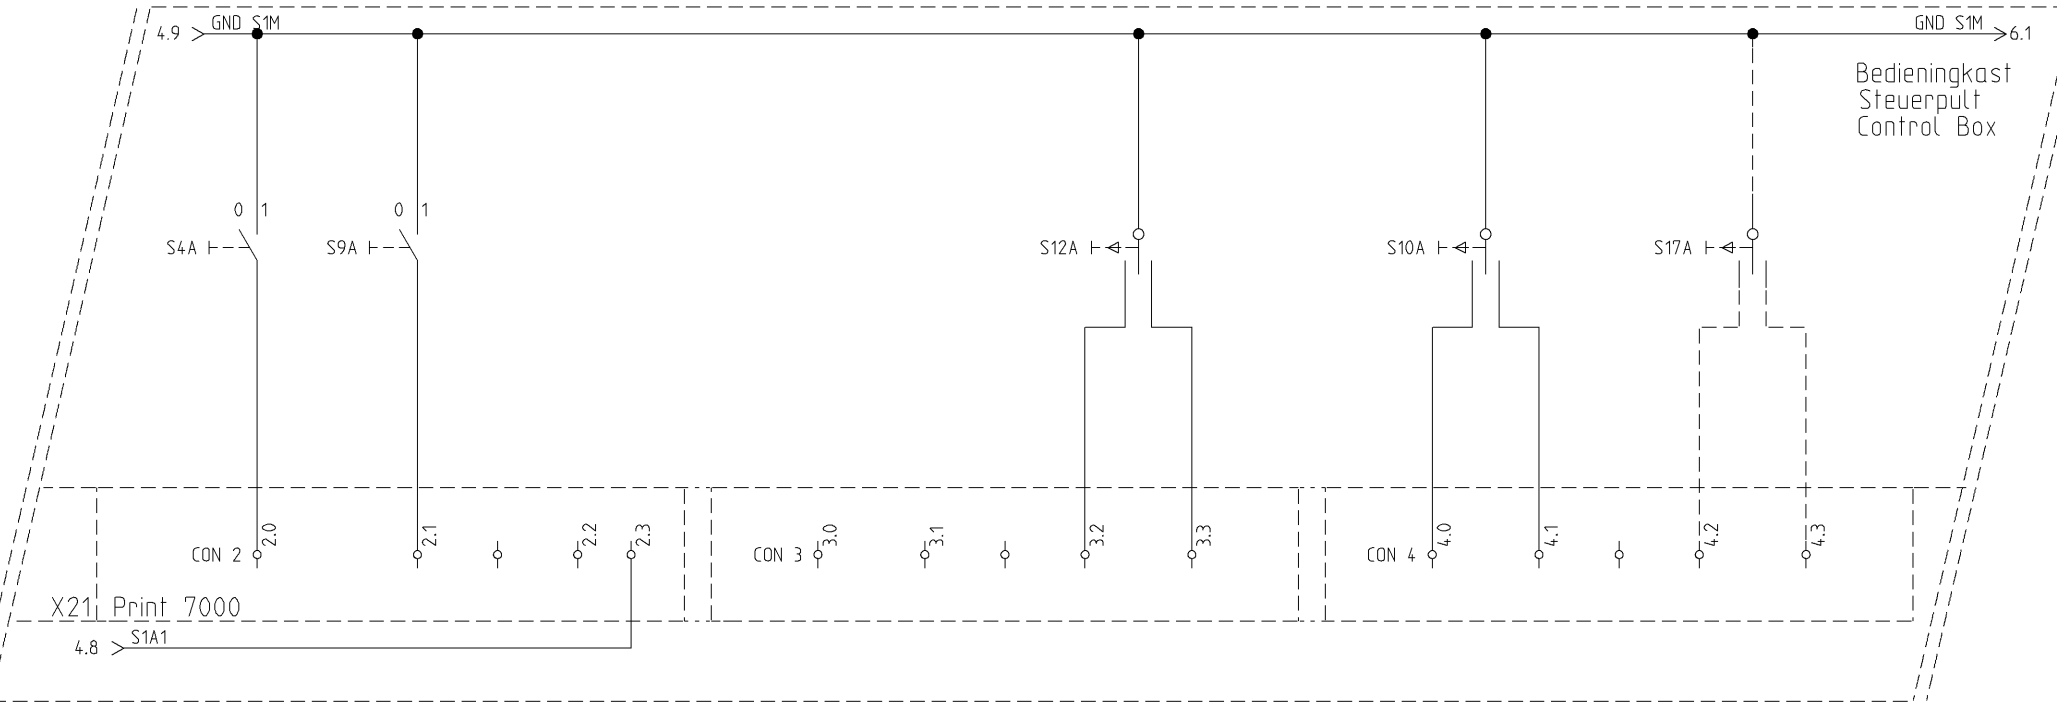 4.9 GND S1M GND S1M 6.1
Bedieningkast
Steuerpult
Control Box
0 1 0 1
S4A S9A S12A S10A S17A
2.0 2.1 2.2 2.3 3.0 3.1 3.2 3.3 4.0 4.1 4.2 4.3
CON 2 CON 3 CON 4
X21 Print 7000
4.8 S1A1